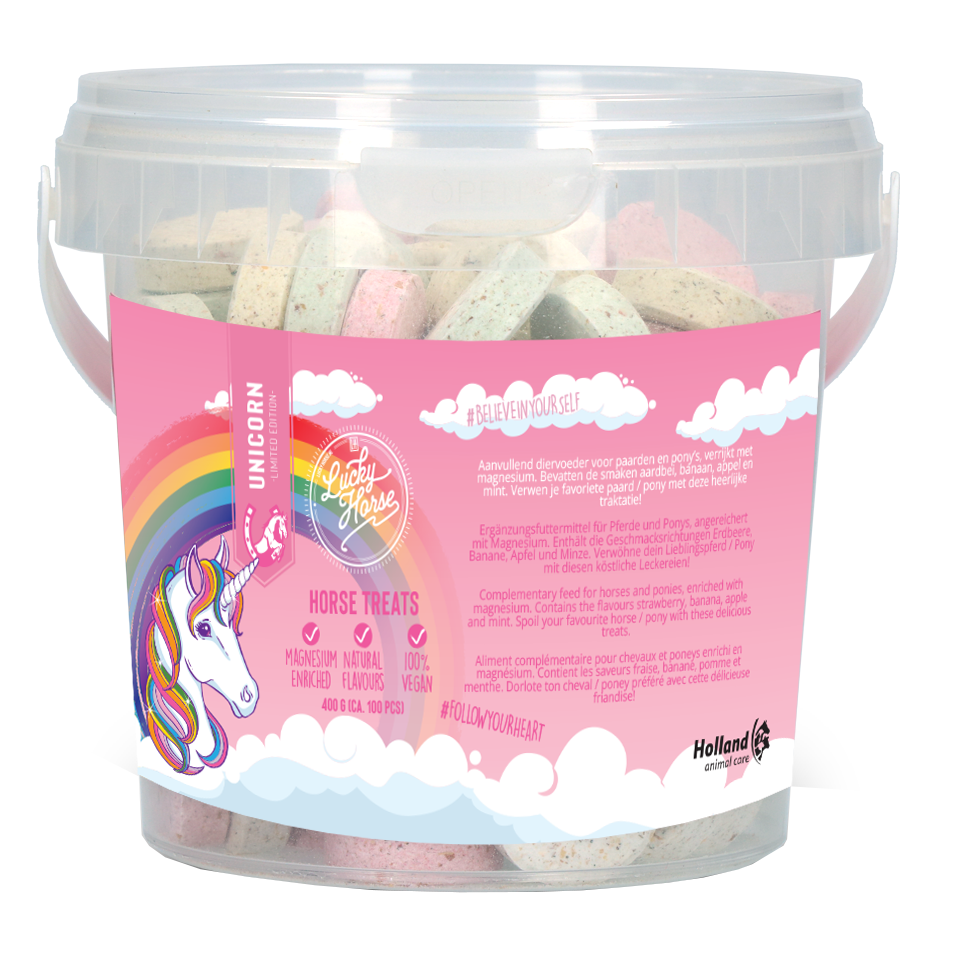 UNICORN
-LIMITED EDITION-
Lucky
Horse
HORSE TREATS
MAGNESIUM
ENRICHED
NATURAL
FLAVOURS
100%
VEGAN
400 G (CA. 100 PCS)
#BELIEVEINYOURSELF
Aanvullend diervoeder voor paarden en pony's, verrijkt met
magnesium. Bevatten de smaken aardbei, banaan, appel en
mint. Verwen je favoriete paard / pony met deze heerlijke
traktatie!
Ergänzungsfuttermittel für Pferde und Ponys, angereichert
mit Magnesium. Enthält die Geschmacksrichtungen Erdbeere,
Banane, Apfel und Minze. Verwöhne dein Lieblingspferd / Pony
mit diesen köstliche Leckereien!
Complementary feed for horses and ponies, enriched with
magnesium. Contains the flavours strawberry, banana, apple
and mint. Spoil your favourite horse / pony with these delicious
treats.
Aliment complémentaire pour chevaux et poneys enrichi en
magnésium. Contient les saveurs fraise, banane, pomme et
menthe. Dorlote ton cheval / poney préféré avec cette délicieuse
friandise!
#FOLLOWYOURHEART
Holland
animal care